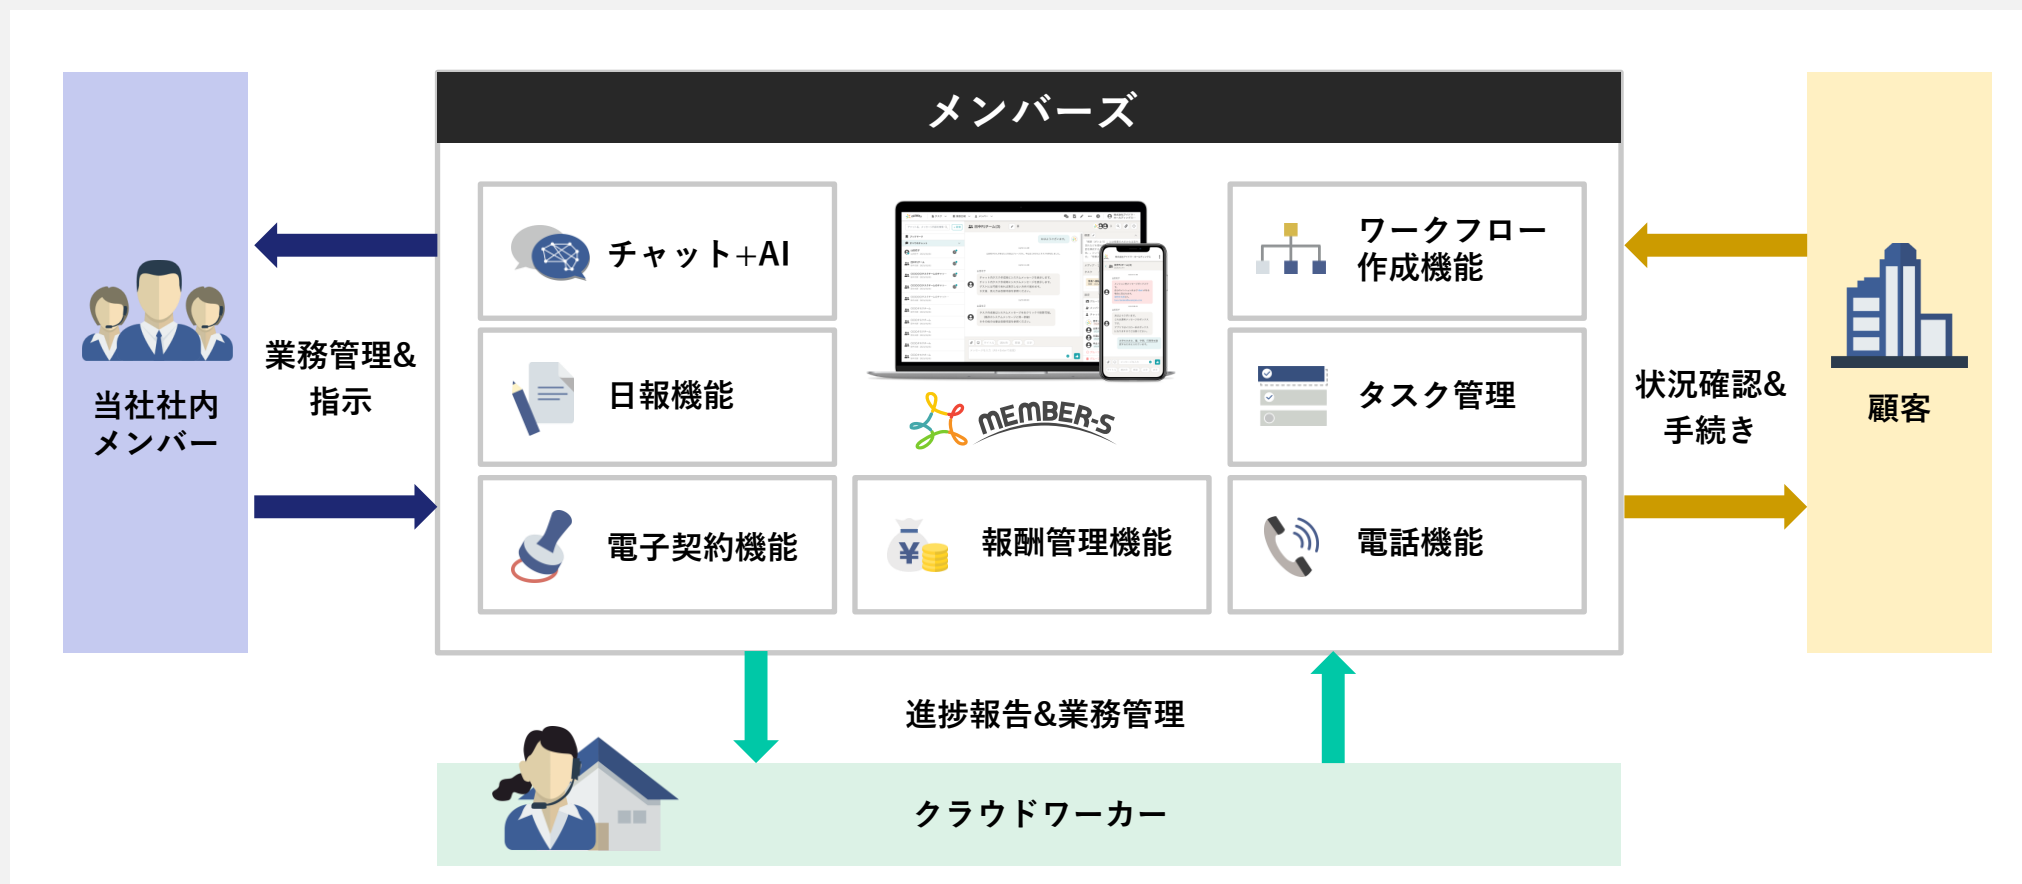 メンバーズ
チャット+AI
ワークフロー
作成機能
日報機能
タスク管理
MEMBER-S
電子契約機能
報酬管理機能
電話機能
当社社内
メンバー
業務管理&
指示
状況確認&
手続き
顧客
進捗報告&業務管理
クラウドワーカー